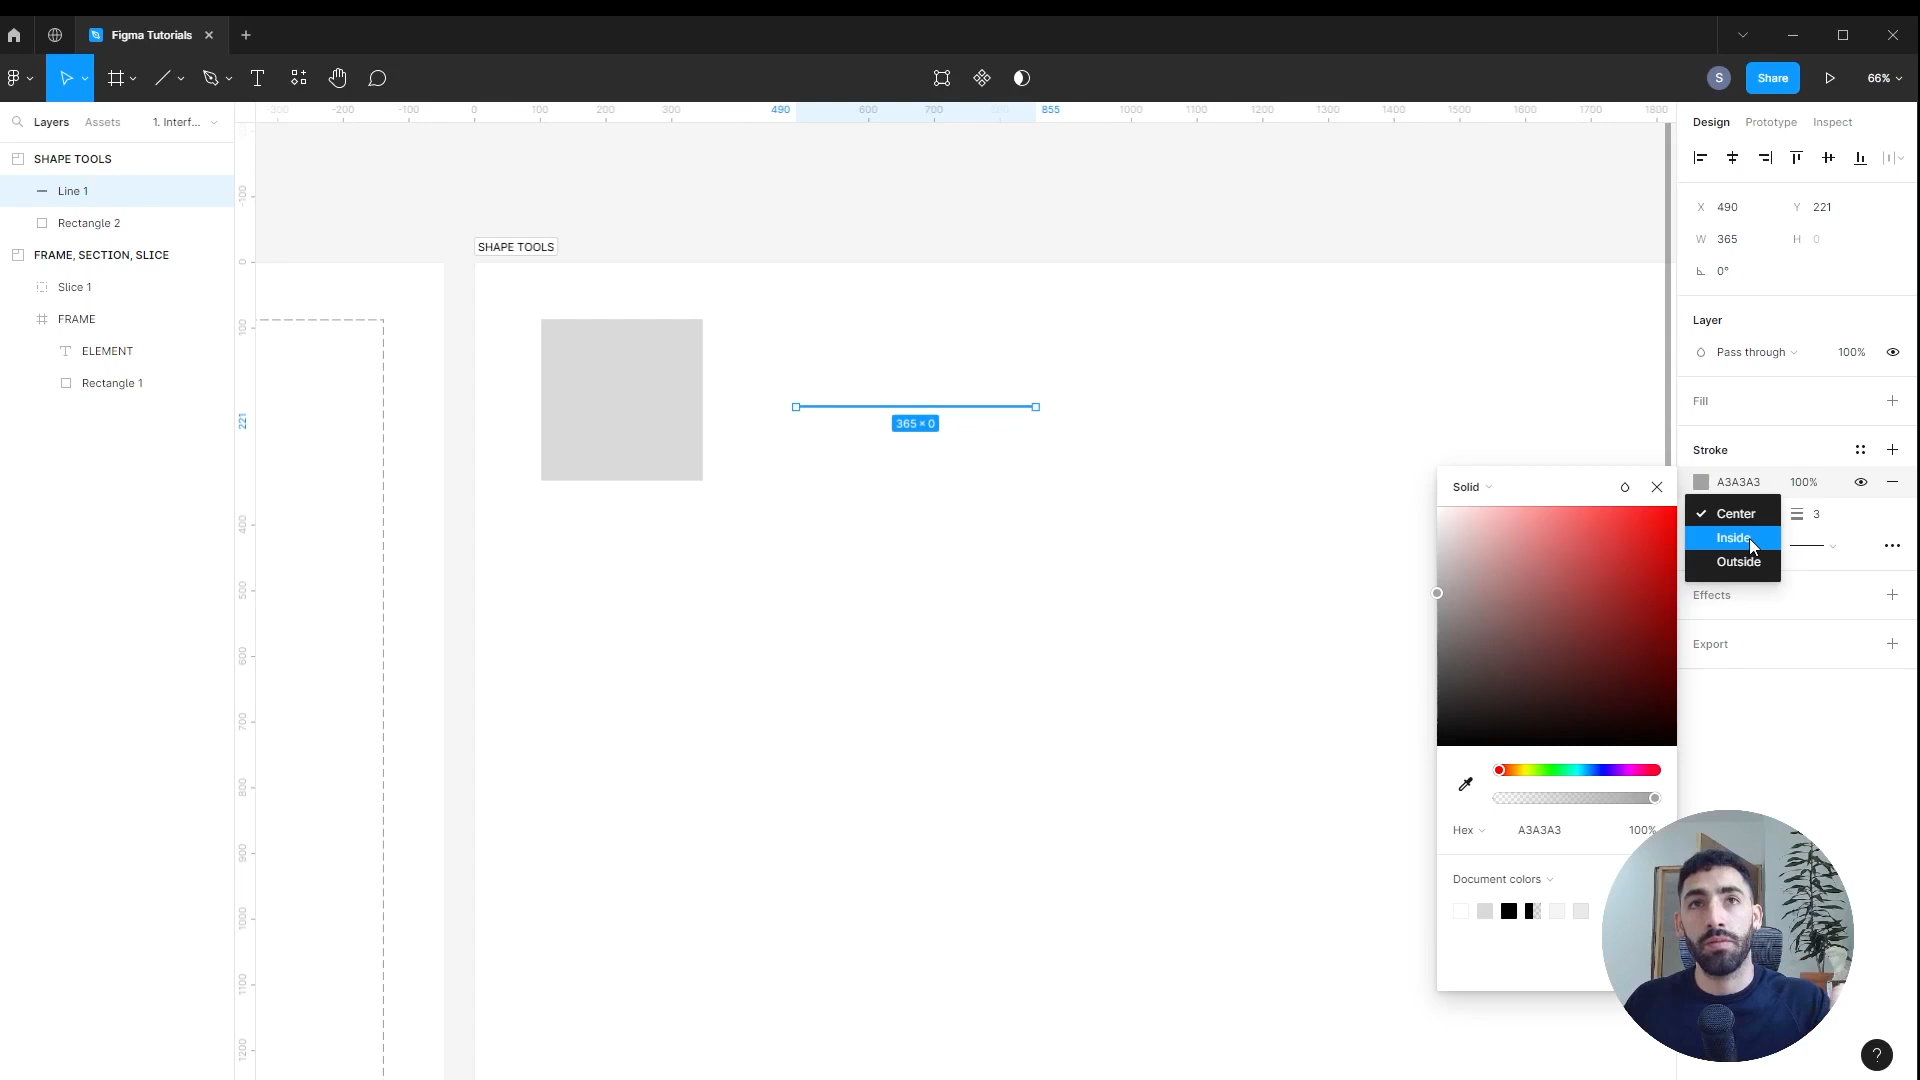 Figma Tutorials
S
Share
66%
Layers
Assets
1. Interf...
-300
-200
-100
0
100
200
300
490
600
700
855
1000
1100
1200
1300
1400
1500
1600
1700
1800
Design
Prototype
Inspect
SHAPE TOOLS
Line 1
Rectangle 2
FRAME, SECTION, SLICE
Slice 1
FRAME
ELEMENT
Rectangle 1
-100
0
100
221
400
500
600
700
800
900
1000
1100
1200
SHAPE TOOLS
365 × 0
X 490
Y 221
W 365
H 0
0°
Layer
Pass through
100%
Fill
Stroke
A3A3A3
100%
Center
3
Inside
Outside
Effects
Export
Solid
Hex
A3A3A3
100%
Document colors
?